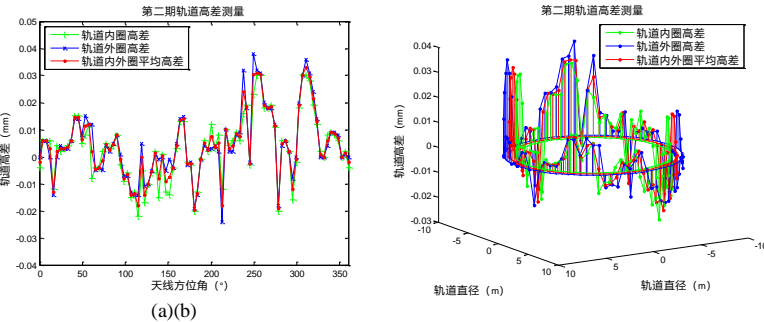 第二期轨道高差测量
轨道内圈高差
轨道外圈高差
轨道内外圈平均高差
轨道高差（mm）
0.05
0.04
0.03
0.02
0.01
0
-0.01
-0.02
-0.03
-0.04
0 50 100 150 200 250 300 350
天线方位角（°）
第二期轨道高差测量
轨道内圈高差
轨道外圈高差
轨道内外圈平均高差
轨道高差（mm）
0.04
0.03
0.02
0.01
0
-0.01
-0.02
-0.03
-10 -5 0 5 10
轨道直径（m）
10 5 0 -5 -10
轨道直径（m）
(a)(b)